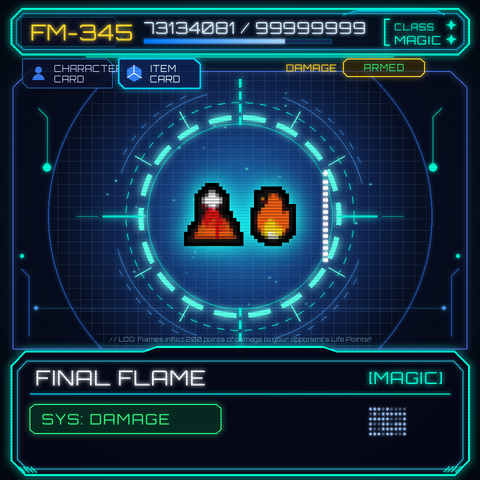 FM-345
73134081 / 99999999
CLASS
MAGIC
CHARACTER
CARD
ITEM
CARD
DAMAGE
ARMED
// LOG: Flames inflict 200 points of damage to your opponent's Life Points!
FINAL FLAME
[MAGIC]
SYS: DAMAGE